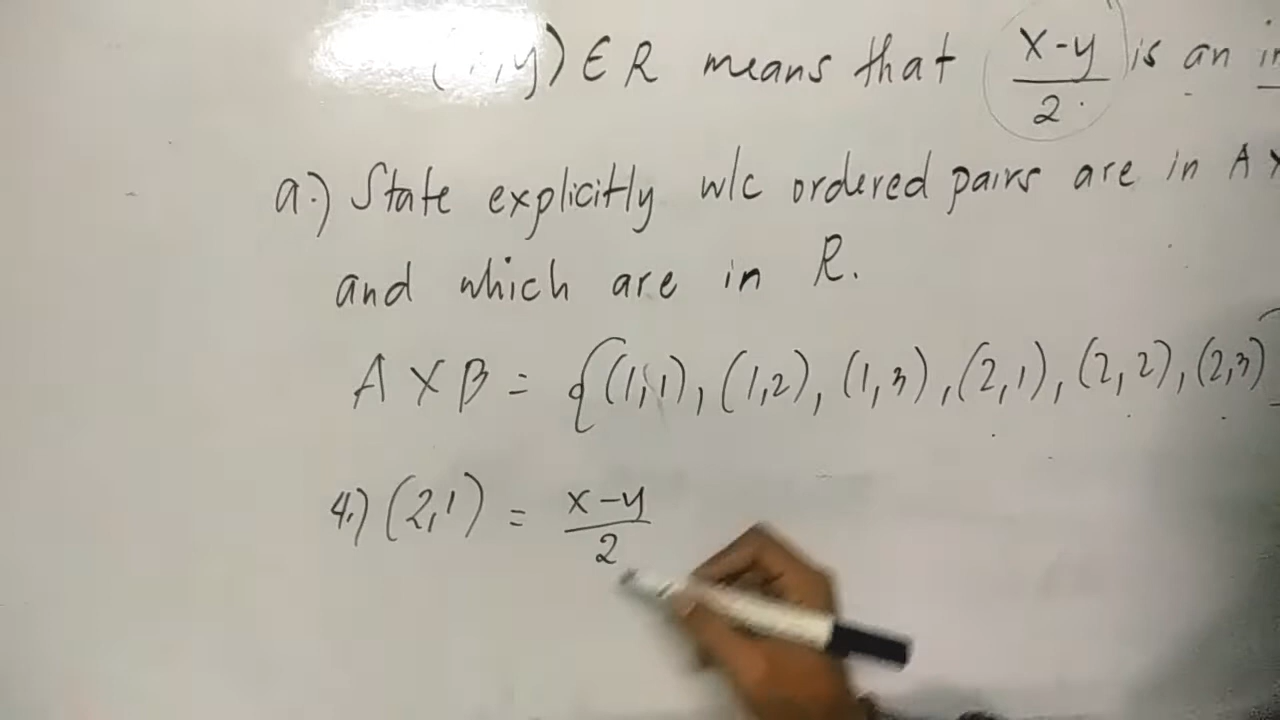 ,y) ∈ R means that x-y/2 is an in
a.) State explicitly w/c ordered pairs are in A X
and which are in R.
A X B = {(1,1), (1,2), (1,3), (2,1), (2,2), (2,3)
4.) (2,1) = x-y/2